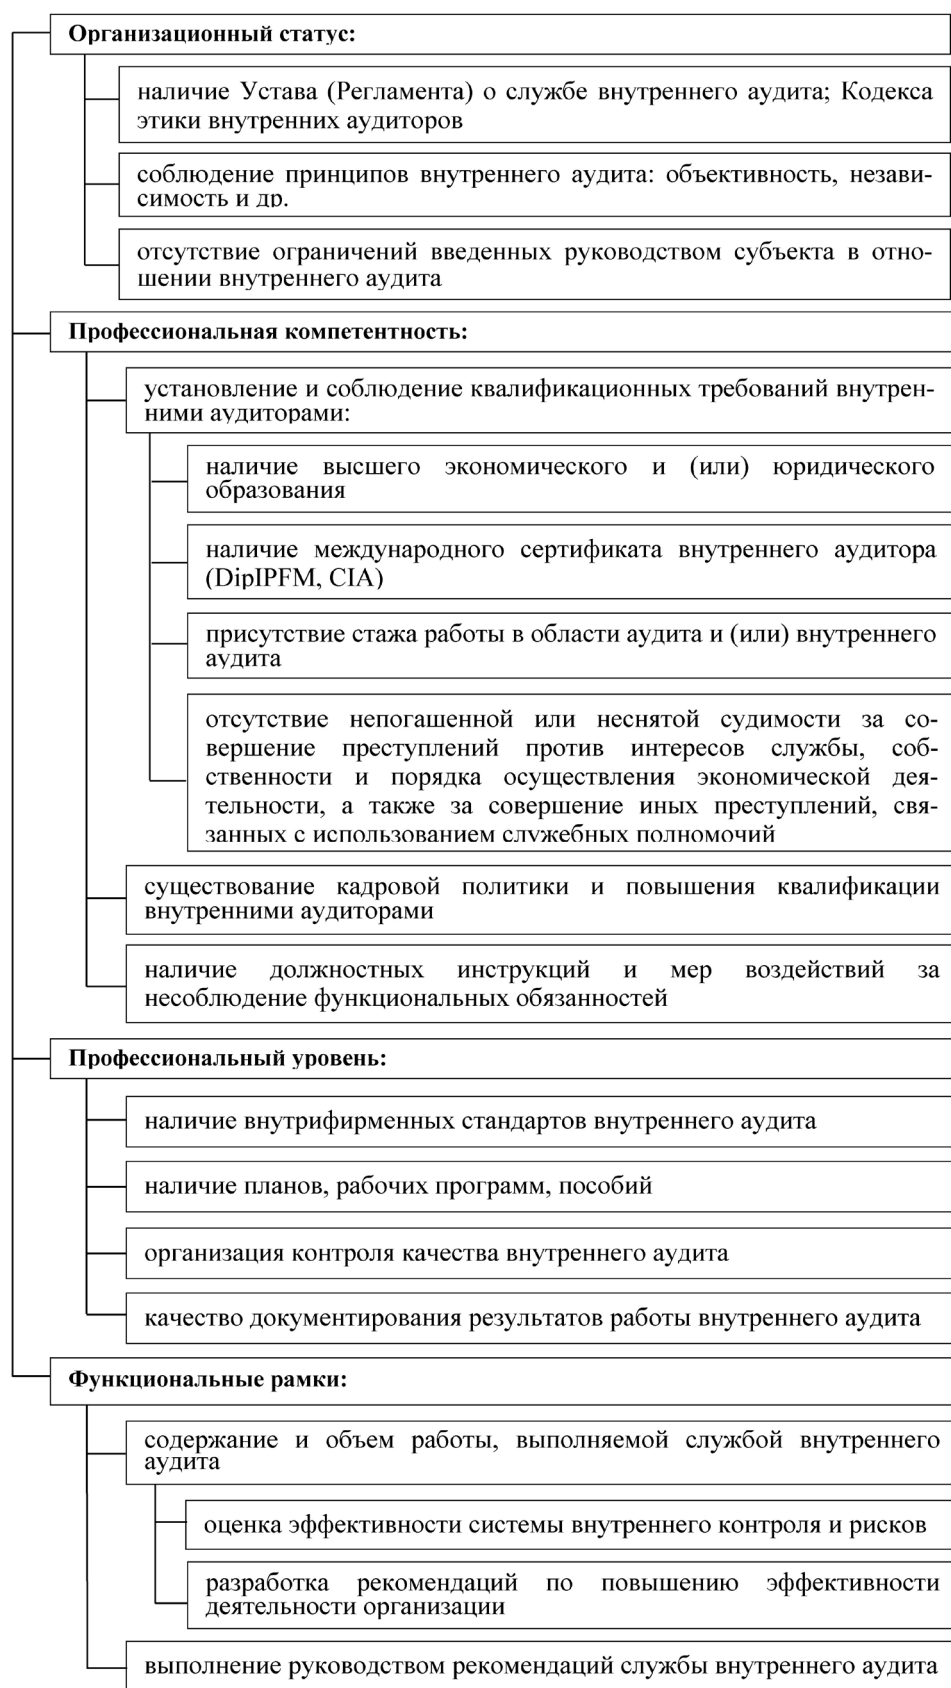 Организационный статус:
наличие Устава (Регламента) о службе внутреннего аудита; Кодекса
этики внутренних аудиторов
соблюдение принципов внутреннего аудита: объективность, незави-
симость и др.
отсутствие ограничений введенных руководством субъекта в отно-
шении внутреннего аудита
Профессиональная компетентность:
установление и соблюдение квалификационных требований внутрен-
ними аудиторами:
наличие высшего экономического и (или) юридического
образования
наличие международного сертификата внутреннего аудитора
(DipIPFM, CIA)
присутствие стажа работы в области аудита и (или) внутреннего
аудита
отсутствие непогашенной или неснятой судимости за со-
вершение преступлений против интересов службы, соб-
ственности и порядка осуществления экономической дея-
тельности, а также за совершение иных преступлений, свя-
занных с использованием служебных полномочий
существование кадровой политики и повышения квалификации
внутренними аудиторами
наличие должностных инструкций и мер воздействий за
несоблюдение функциональных обязанностей
Профессиональный уровень:
наличие внутрифирменных стандартов внутреннего аудита
наличие планов, рабочих программ, пособий
организация контроля качества внутреннего аудита
качество документирования результатов работы внутреннего аудита
Функциональные рамки:
содержание и объем работы, выполняемой службой внутреннего
аудита
оценка эффективности системы внутреннего контроля и рисков
разработка рекомендаций по повышению эффективности
деятельности организации
выполнение руководством рекомендаций службы внутреннего аудита